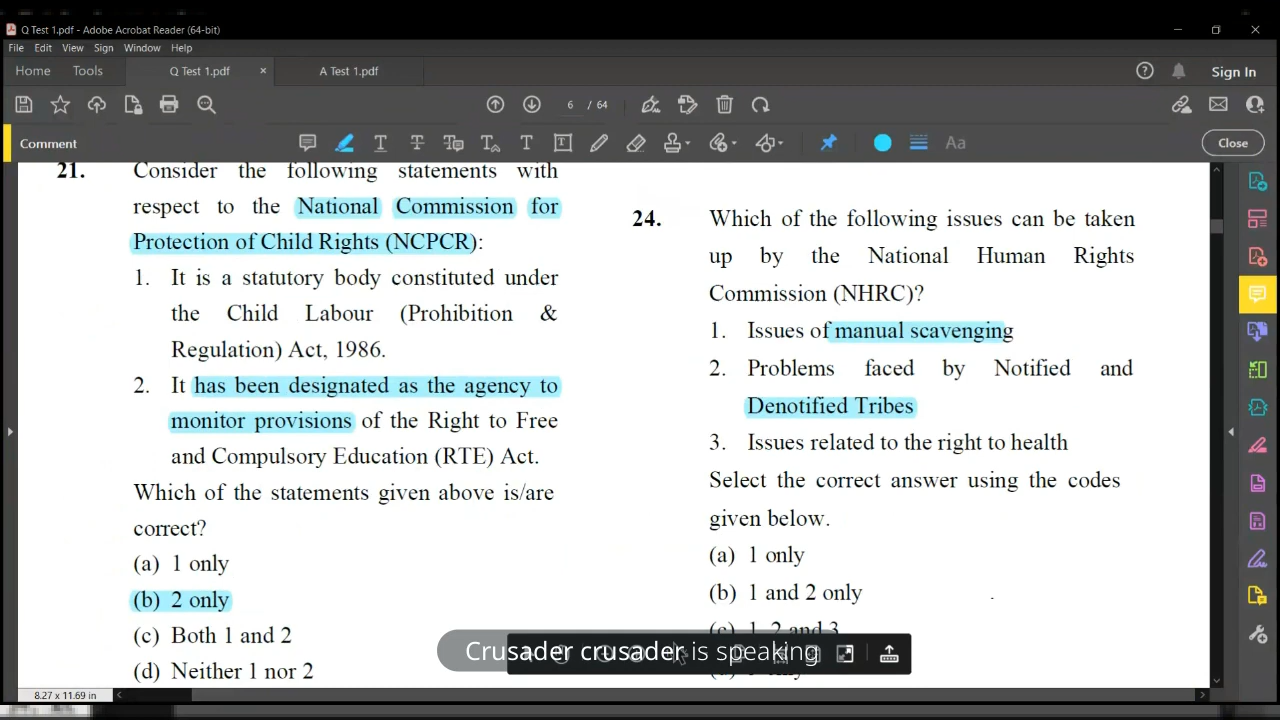 Q Test 1.pdf - Adobe Acrobat Reader (64-bit)
File Edit View Sign Window Help
Home Tools Q Test 1.pdf × A Test 1.pdf Sign In
6 / 64
Comment Aa Close
21. Consider the following statements with
respect to the National Commission for
Protection of Child Rights (NCPCR):
1. It is a statutory body constituted under
the Child Labour (Prohibition &
Regulation) Act, 1986.
2. It has been designated as the agency to
monitor provisions of the Right to Free
and Compulsory Education (RTE) Act.
Which of the statements given above is/are
correct?
(a) 1 only
(b) 2 only
(c) Both 1 and 2
(d) Neither 1 nor 2
24. Which of the following issues can be taken
up by the National Human Rights
Commission (NHRC)?
1. Issues of manual scavenging
2. Problems faced by Notified and
Denotified Tribes
3. Issues related to the right to health
Select the correct answer using the codes
given below.
(a) 1 only
(b) 1 and 2 only
(c) 1, 2 and 3
Crusader crusader is speaking
8.27 x 11.69 in